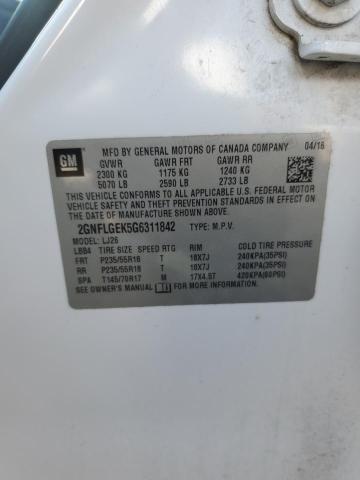 GM
MFD BY GENERAL MOTORS OF CANADA COMPANY 04/16
GVWR GAWR FRT GAWR RR
2300 KG 1175 KG 1240 KG
5070 LB 2590 LB 2733 LB
THIS VEHICLE CONFORMS TO ALL APPLICABLE U.S. FEDERAL MOTOR
VEHICLE SAFETY, BUMPER, AND THEFT PREVENTION STANDARDS IN
EFFECT ON THE DATE OF MANUFACTURE SHOWN ABOVE.
2GNFLGEK5G6311842 TYPE: M.P.V.
MODEL: LJ26
LBB4 TIRE SIZE SPEED RTG RIM COLD TIRE PRESSURE
FRT P235/55R18 T 18X7J 240KPA(35PSI)
RR P235/55R18 T 18X7J 240KPA(35PSI)
SPA T145/70R17 M 17X4.5T 420KPA(60PSI)
SEE OWNER'S MANUAL FOR MORE INFORMATION.